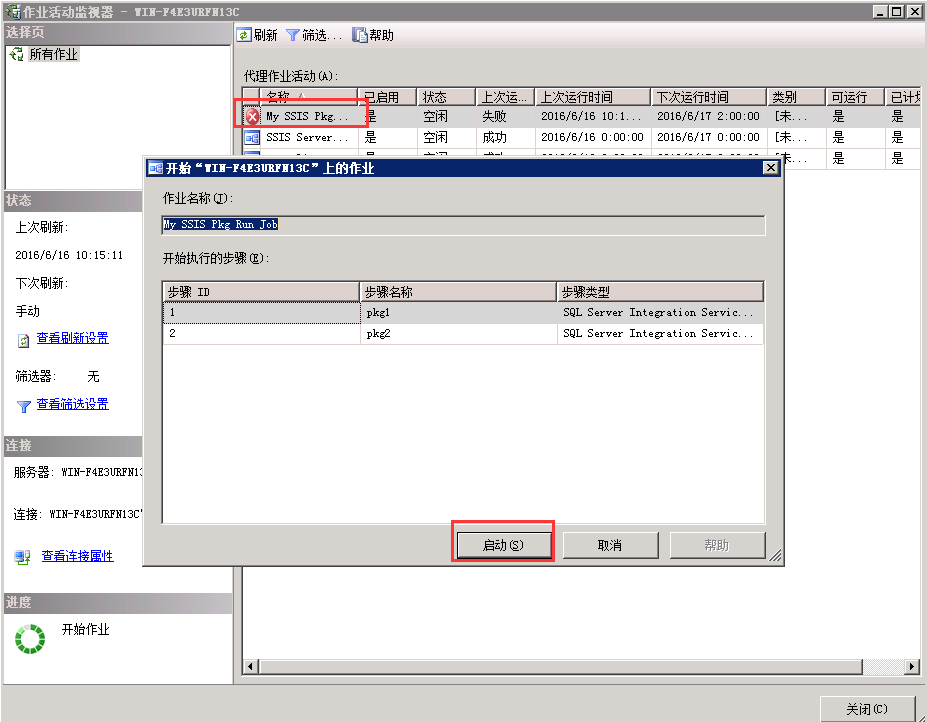 作业活动监视器 - WIN-F4E3URFN13C
选择页
所有作业
刷新 筛选... 帮助
代理作业活动(A):
名称 已启用 状态 上次运... 上次运行时间 下次运行时间 类别 可运行 已计划
My SSIS Pkg... 是 空闲 失败 2016/6/16 10:1... 2016/6/17 2:00:00 [未... 是 是
SSIS Server... 是 空闲 成功 2016/6/16 0:00:00 2016/6/17 0:00:00 [未... 是 是
未... 是 是
开始“WIN-F4E3URFN13C”上的作业
作业名称(J):
My SSIS Pkg Run Job
开始执行的步骤(E):
步骤 ID 步骤名称 步骤类型
1 pkg1 SQL Server Integration Servic...
2 pkg2 SQL Server Integration Servic...
启动(S) 取消 帮助
状态
上次刷新:
2016/6/16 10:15:11
下次刷新:
手动
查看刷新设置
筛选器: 无
查看筛选设置
连接
服务器: WIN-F4E3URFN13
连接: WIN-F4E3URFN13C\
查看连接属性
进度
开始作业
关闭(C)